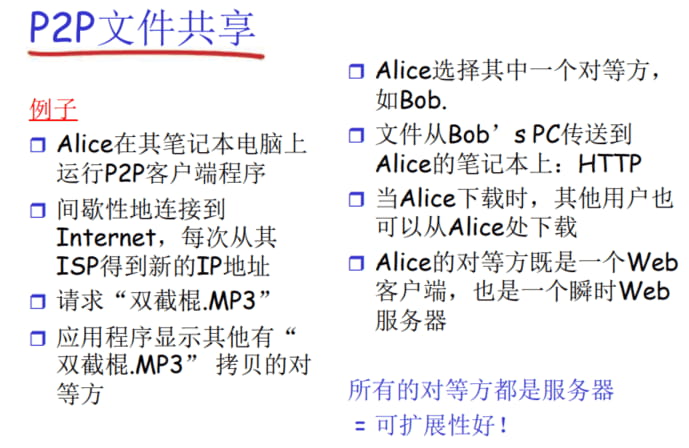 P2P文件共享
例子
Alice在其笔记本电脑上
运行P2P客户端程序
间歇性地连接到
Internet，每次从其
ISP得到新的IP地址
请求“双截棍.MP3”
应用程序显示其他有“
双截棍.MP3” 拷贝的对
等方
Alice选择其中一个对等方，
如Bob.
文件从Bob’s PC传送到
Alice的笔记本上：HTTP
当Alice下载时，其他用户也
可以从Alice处下载
Alice的对等方既是一个Web
客户端，也是一个瞬时Web
服务器
所有的对等方都是服务器
= 可扩展性好！